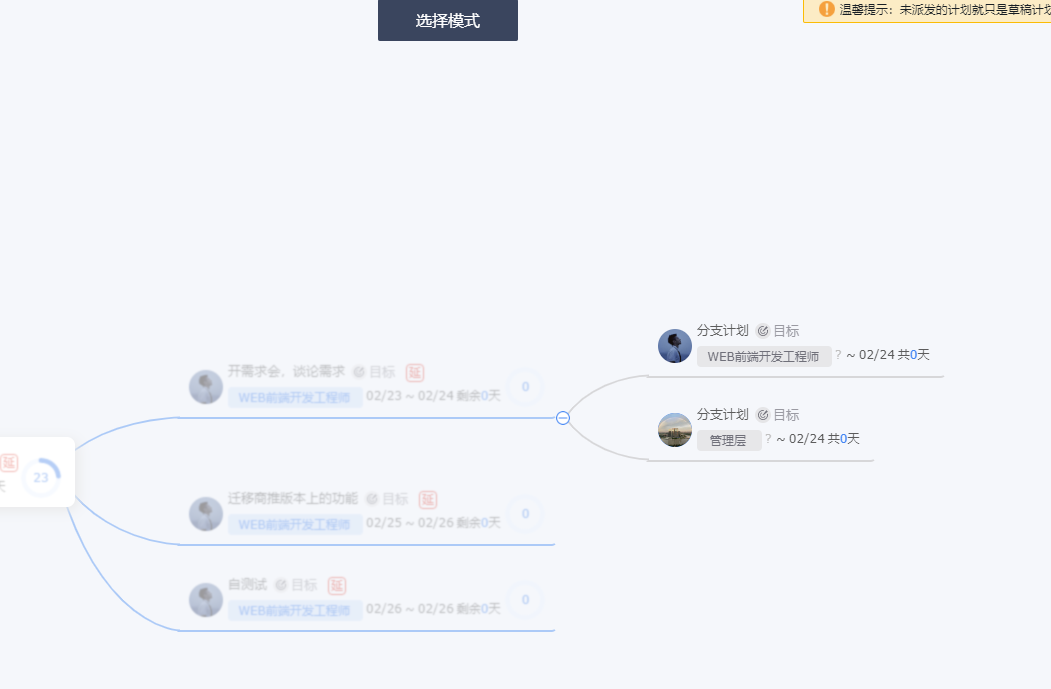 选择模式
温馨提示：未派发的计划就只是草稿计划
分支计划 目标
WEB前端开发工程师 ? ~ 02/24 共0天
开需求会，谈论需求 目标 延
WEB前端开发工程师 02/23 ~ 02/24 剩余0天 0
分支计划 目标
管理层 ? ~ 02/24 共0天
延
天 23
迁移商推版本上的功能 目标 延
WEB前端开发工程师 02/25 ~ 02/26 剩余0天 0
自测试 目标 延
WEB前端开发工程师 02/26 ~ 02/26 剩余0天 0